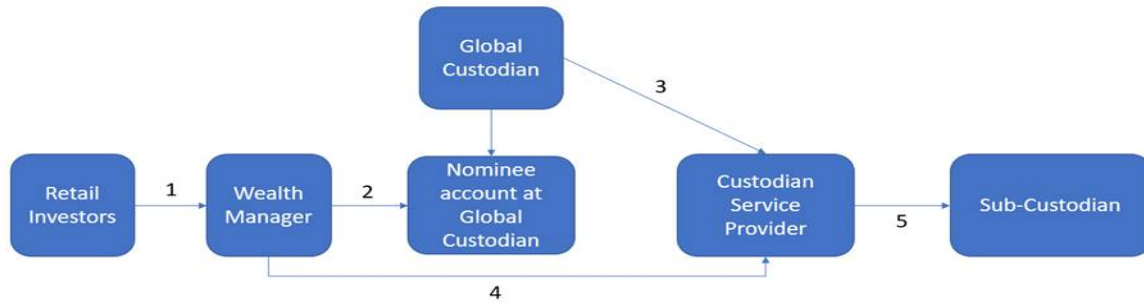 Global
Custodian
3
Retail
Investors
1
Wealth
Manager
2
Nominee
account at
Global
Custodian
Custodian
Service
Provider
5
Sub-Custodian
4